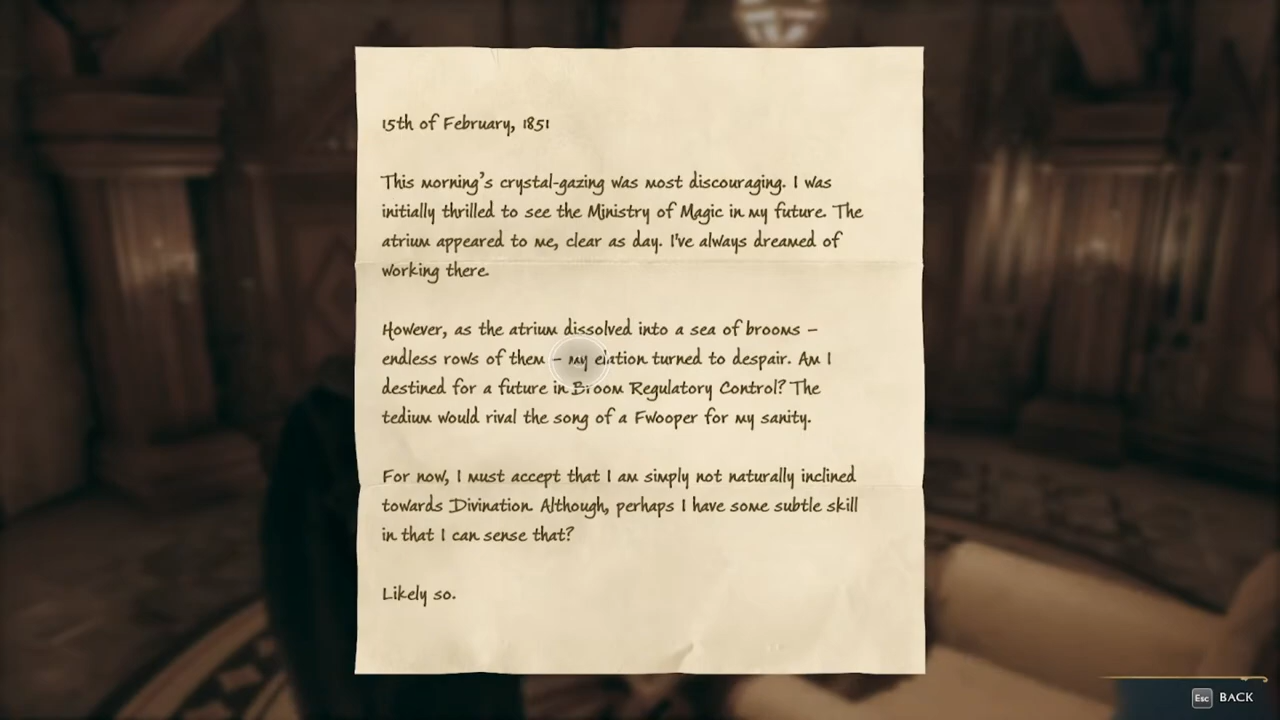 15th of February, 1851
This morning's crystal-gazing was most discouraging. I was
initially thrilled to see the Ministry of Magic in my future. The
atrium appeared to me, clear as day. I've always dreamed of
working there.
However, as the atrium dissolved into a sea of brooms –
endless rows of them – my elation turned to despair. Am I
destined for a future in Broom Regulatory Control? The
tedium would rival the song of a Fwooper for my sanity.
For now, I must accept that I am simply not naturally inclined
towards Divination. Although, perhaps I have some subtle skill
in that I can sense that?
Likely so.
Esc BACK